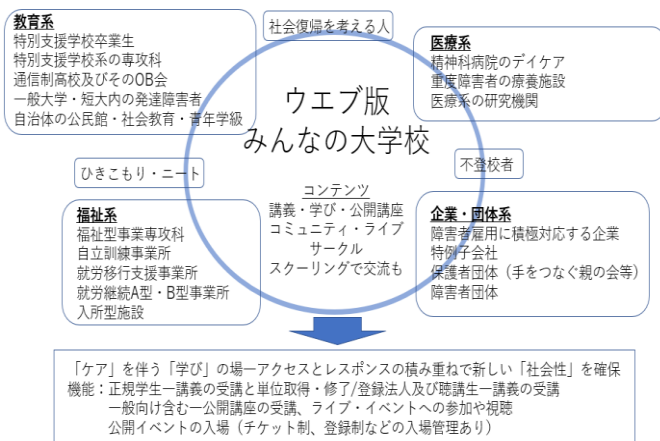 教育系
特別支援学校卒業生
特別支援学校系の専攻科
通信制高校及びそのOB会
一般大学・短大内の発達障害者
自治体の公民館・社会教育・青年学級
社会復帰を考える人
医療系
精神科病院のデイケア
重度障害者の療養施設
医療系の研究機関
ウエブ版
みんなの大学校
ひきこもり・ニート
不登校者
コンテンツ
講義・学び・公開講座
コミュニティ・ライブ
サークル
スクーリングで交流も
福祉系
福祉型事業専攻科
自立訓練事業所
就労移行支援事業所
就労継続A型・B型事業所
入所型施設
企業・団体系
障害者雇用に積極対応する企業
特例子会社
保護者団体（手をつなぐ親の会等）
障害者団体
「ケア」を伴う「学び」の場ーアクセスとレスポンスの積み重ねで新しい「社会性」を確保
機能：正規学生ー講義の受講と単位取得・修了/登録法人及び聴講生ー講義の受講
一般向け含むー公開講座の受講、ライブ・イベントへの参加や視聴
公開イベントの入場（チケット制、登録制などの入場管理あり）